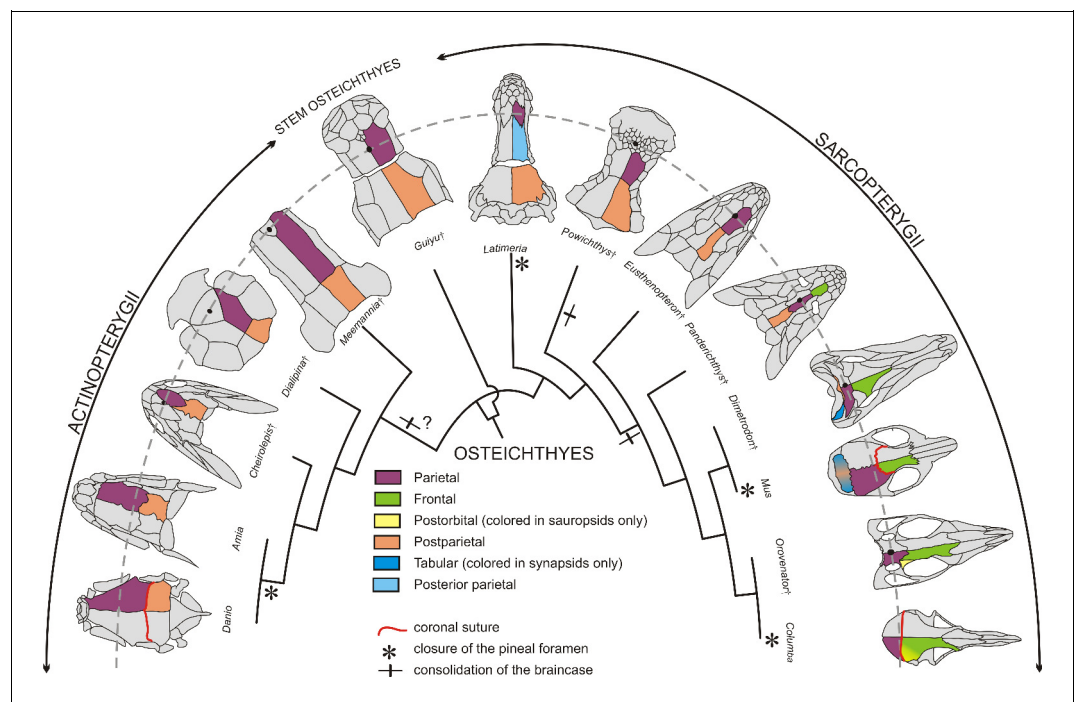 STEM OSTEICHTHYES
SARCOPTERYGII
ACTINOPTERYGII
Guiyu†
Latimeria
*
Powichthys†
Eusthenopteron†
Panderichthys†
Meemannia†
Dialipina†
Cheirolepis†
Amia
Danio
*
Dimetrodon†
Mus
*
Orovenator†
Columba
*
?
OSTEICHTHYES
Parietal
Frontal
Postorbital (colored in sauropsids only)
Postparietal
Tabular (colored in synapsids only)
Posterior parietal
coronal suture
* closure of the pineal foramen
consolidation of the braincase